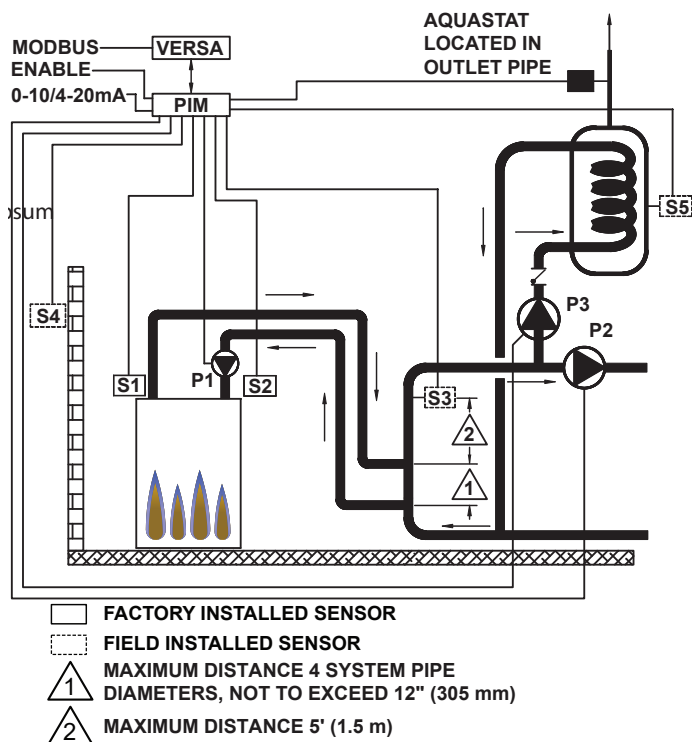 MODBUS
VERSA
ENABLE
0-10/4-20mA
PIM
AQUASTAT
LOCATED IN
OUTLET PIPE
S5
S4
P3
P2
S1
P1
S2
S3
2
1
FACTORY INSTALLED SENSOR
FIELD INSTALLED SENSOR
1
MAXIMUM DISTANCE 4 SYSTEM PIPE
DIAMETERS, NOT TO EXCEED 12" (305 mm)
2
MAXIMUM DISTANCE 5' (1.5 m)